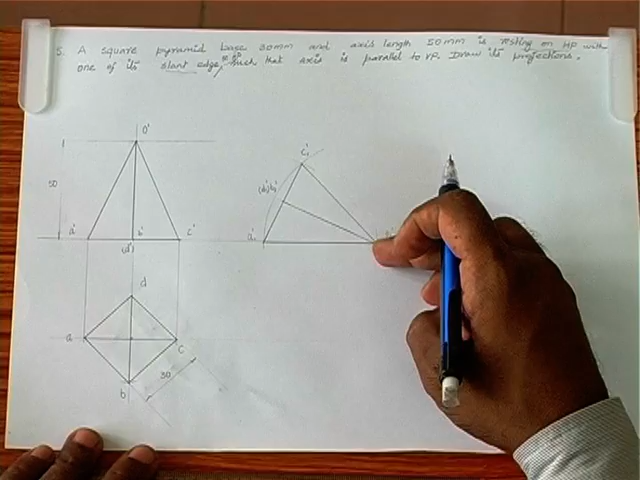 5. A square pyramid base 30mm and axis length 50mm is resting on HP with
one of its slant edge, such that axis is parallel to VP. Draw its projections.
O'
50
a'
b'
c'
(d')
d
a
c
b
30
c₁'
(d₁')b₁'
a₁'